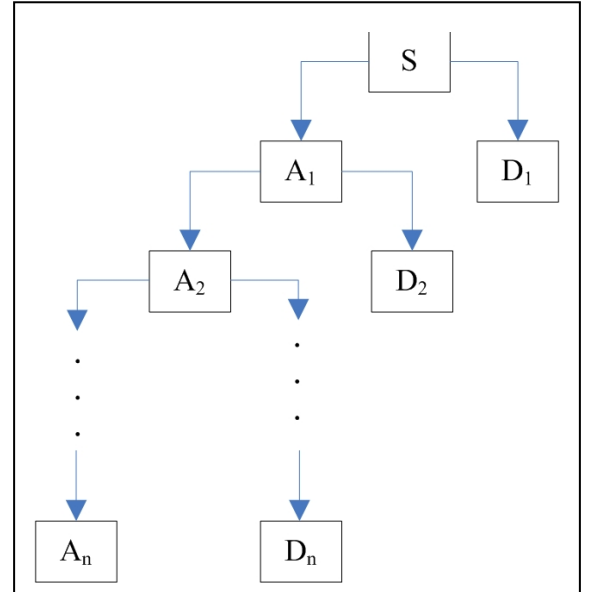 S
A₁ D₁
A₂ D₂
Aₙ Dₙ